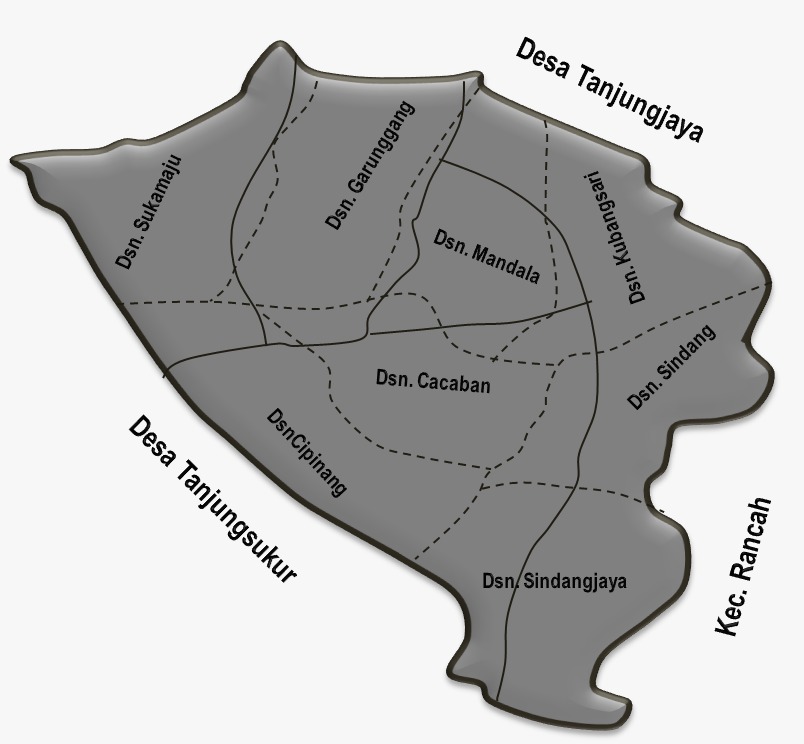 Desa Tanjungjaya
Dsn. Sukamaju
Dsn. Garunggang
Dsn. Mandala
Dsn. Kubangsari
Dsn. Sindang
Dsn. Cacaban
DsnCipinang
Desa Tanjungsukur
Dsn. Sindangjaya
Kec. Rancah